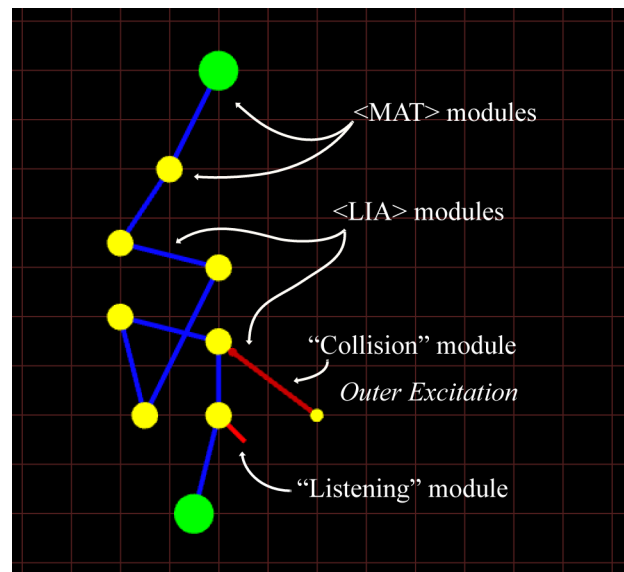 <MAT> modules
<LIA> modules
“Collision” module
Outer Excitation
“Listening” module